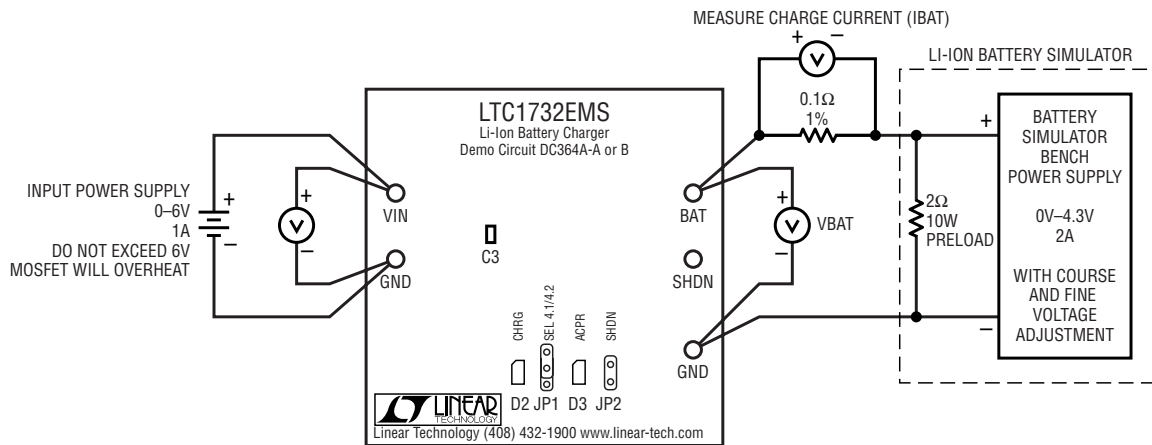 MEASURE CHARGE CURRENT (IBAT)
+
–
V
LI-ION BATTERY SIMULATOR
0.1Ω
1%
LTC1732EMS
Li-Ion Battery Charger
Demo Circuit DC364A-A or B
INPUT POWER SUPPLY
0–6V
1A
DO NOT EXCEED 6V
MOSFET WILL OVERHEAT
+
–
+
V
–
VIN
GND
C3
BAT
SHDN
GND
+
V
–
VBAT
2Ω
10W
PRELOAD
+
–
BATTERY
SIMULATOR
BENCH
POWER SUPPLY
0V–4.3V
2A
WITH COURSE
AND FINE
VOLTAGE
ADJUSTMENT
CHRG
SEL 4.1/4.2
ACPR
SHDN
D2 JP1 D3 JP2
LINEAR
TECHNOLOGY
Linear Technology (408) 432-1900 www.linear-tech.com